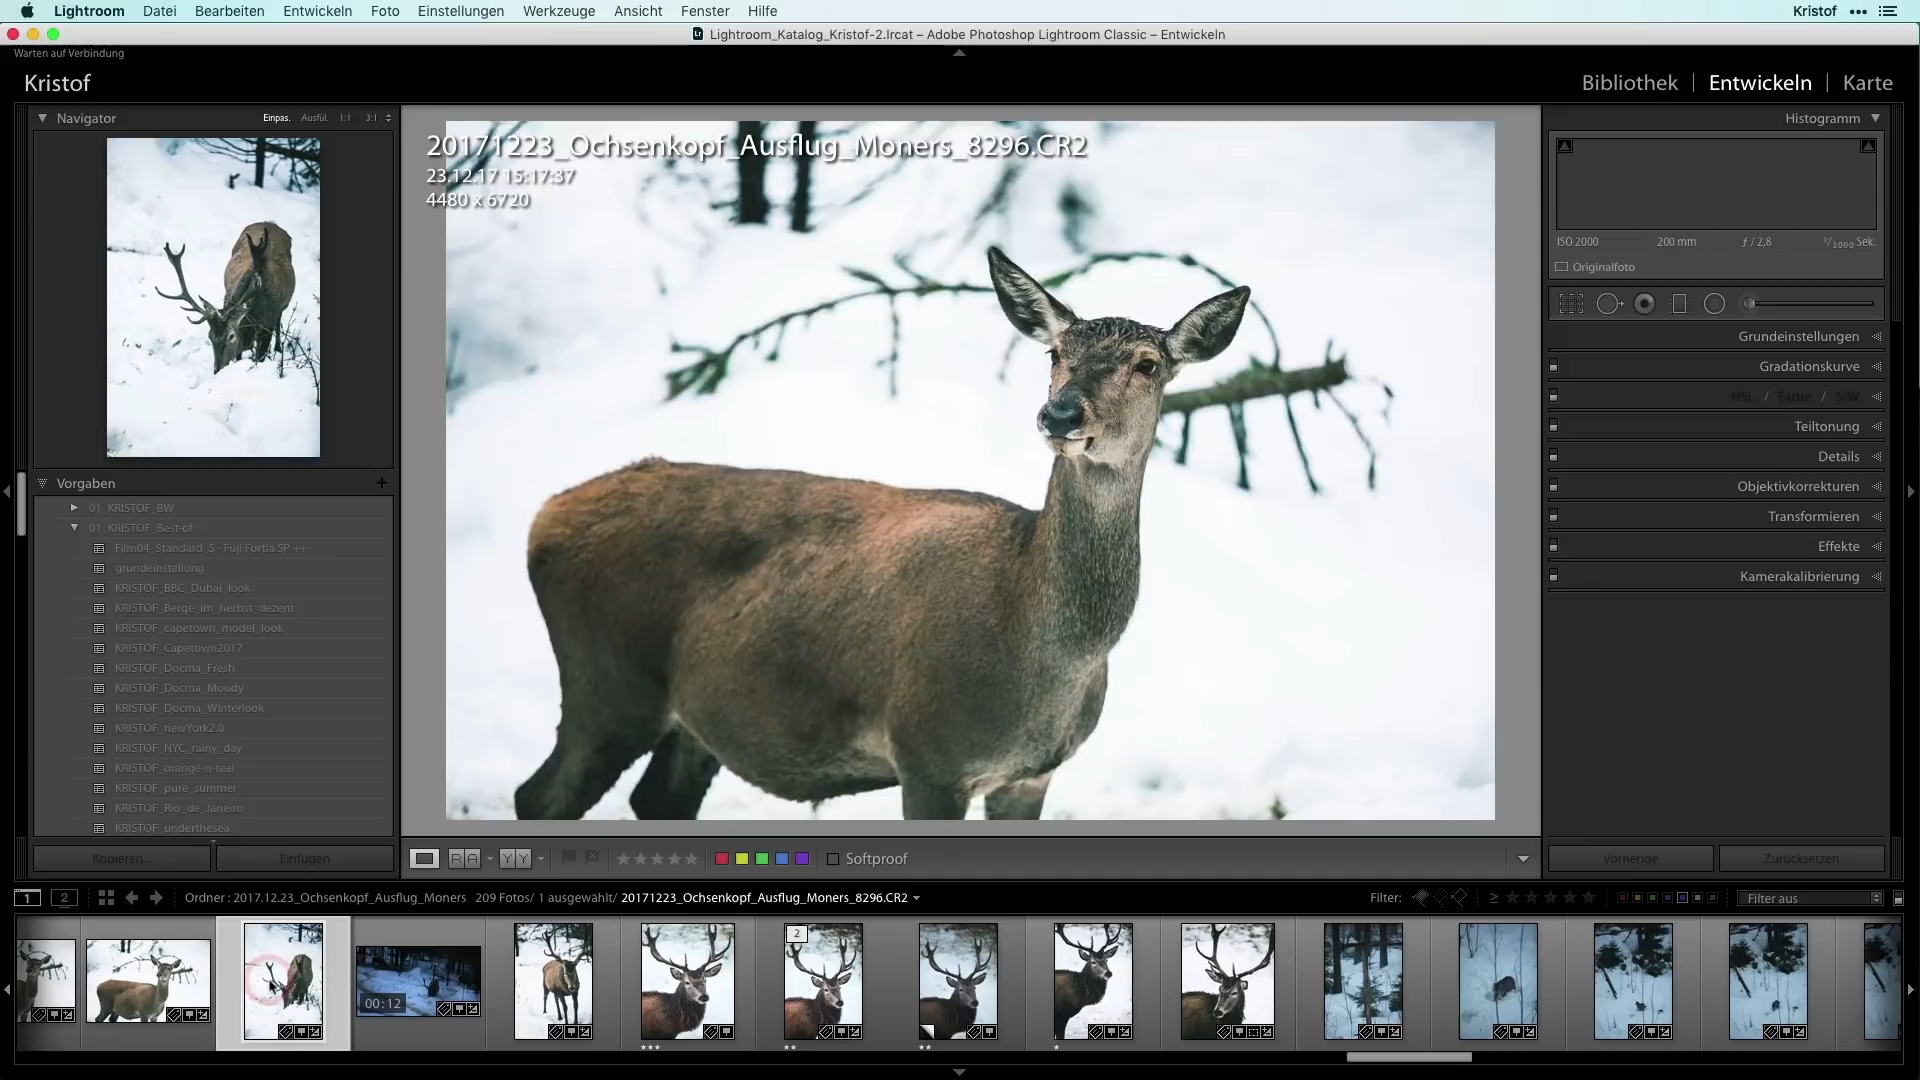 Lightroom Datei Bearbeiten Entwickeln Foto Einstellungen Werkzeuge Ansicht Fenster Hilfe Kristof
Lightroom_Katalog_Kristof-2.lrcat – Adobe Photoshop Lightroom Classic – Entwickeln
Warten auf Verbindung
Kristof
Bibliothek | Entwickeln | Karte
Navigator Einpas. Ausfül. 1:1 3:1
Histogramm
20171223_Ochsenkopf_Ausflug_Moners_8296.CR2
23.12.17 15:17:37
4480 x 6720
ISO 2000 200 mm ƒ / 2,8 1/1000 Sek.
Originalfoto
Grundeinstellungen
Gradationskurve
HSL / Farbe / S/W
Teiltonung
Details
Objektivkorrekturen
Transformieren
Effekte
Kamerakalibrierung
Vorgaben
01_KRISTOF_BW
01_KRISTOF_Best-of
Film04_Standard_S - Fuji Fortia SP ++
grundeinstellung
KRISTOF_BBC_Dubai_look
KRISTOF_Berge_im_herbst_dezent
KRISTOF_capetown_model_look
KRISTOF_Capetown2017
KRISTOF_Docma_Fresh
KRISTOF_Docma_Moody
KRISTOF_Docma_Winterlook
KRISTOF_newYork2.0
KRISTOF_NYC_rainy_day
KRISTOF_orange-n-teal
KRISTOF_pure_summer
KRISTOF_Rio_de_Janeiro
KRISTOF_underthesea
Kopieren... Einfügen
R A Y Y Softproof
Vorherige Zurücksetzen
1 2 Ordner : 2017.12.23_Ochsenkopf_Ausflug_Moners 209 Fotos/ 1 ausgewählt/ 20171223_Ochsenkopf_Ausflug_Moners_8296.CR2
Filter: ≥ Filter aus
00:12
2